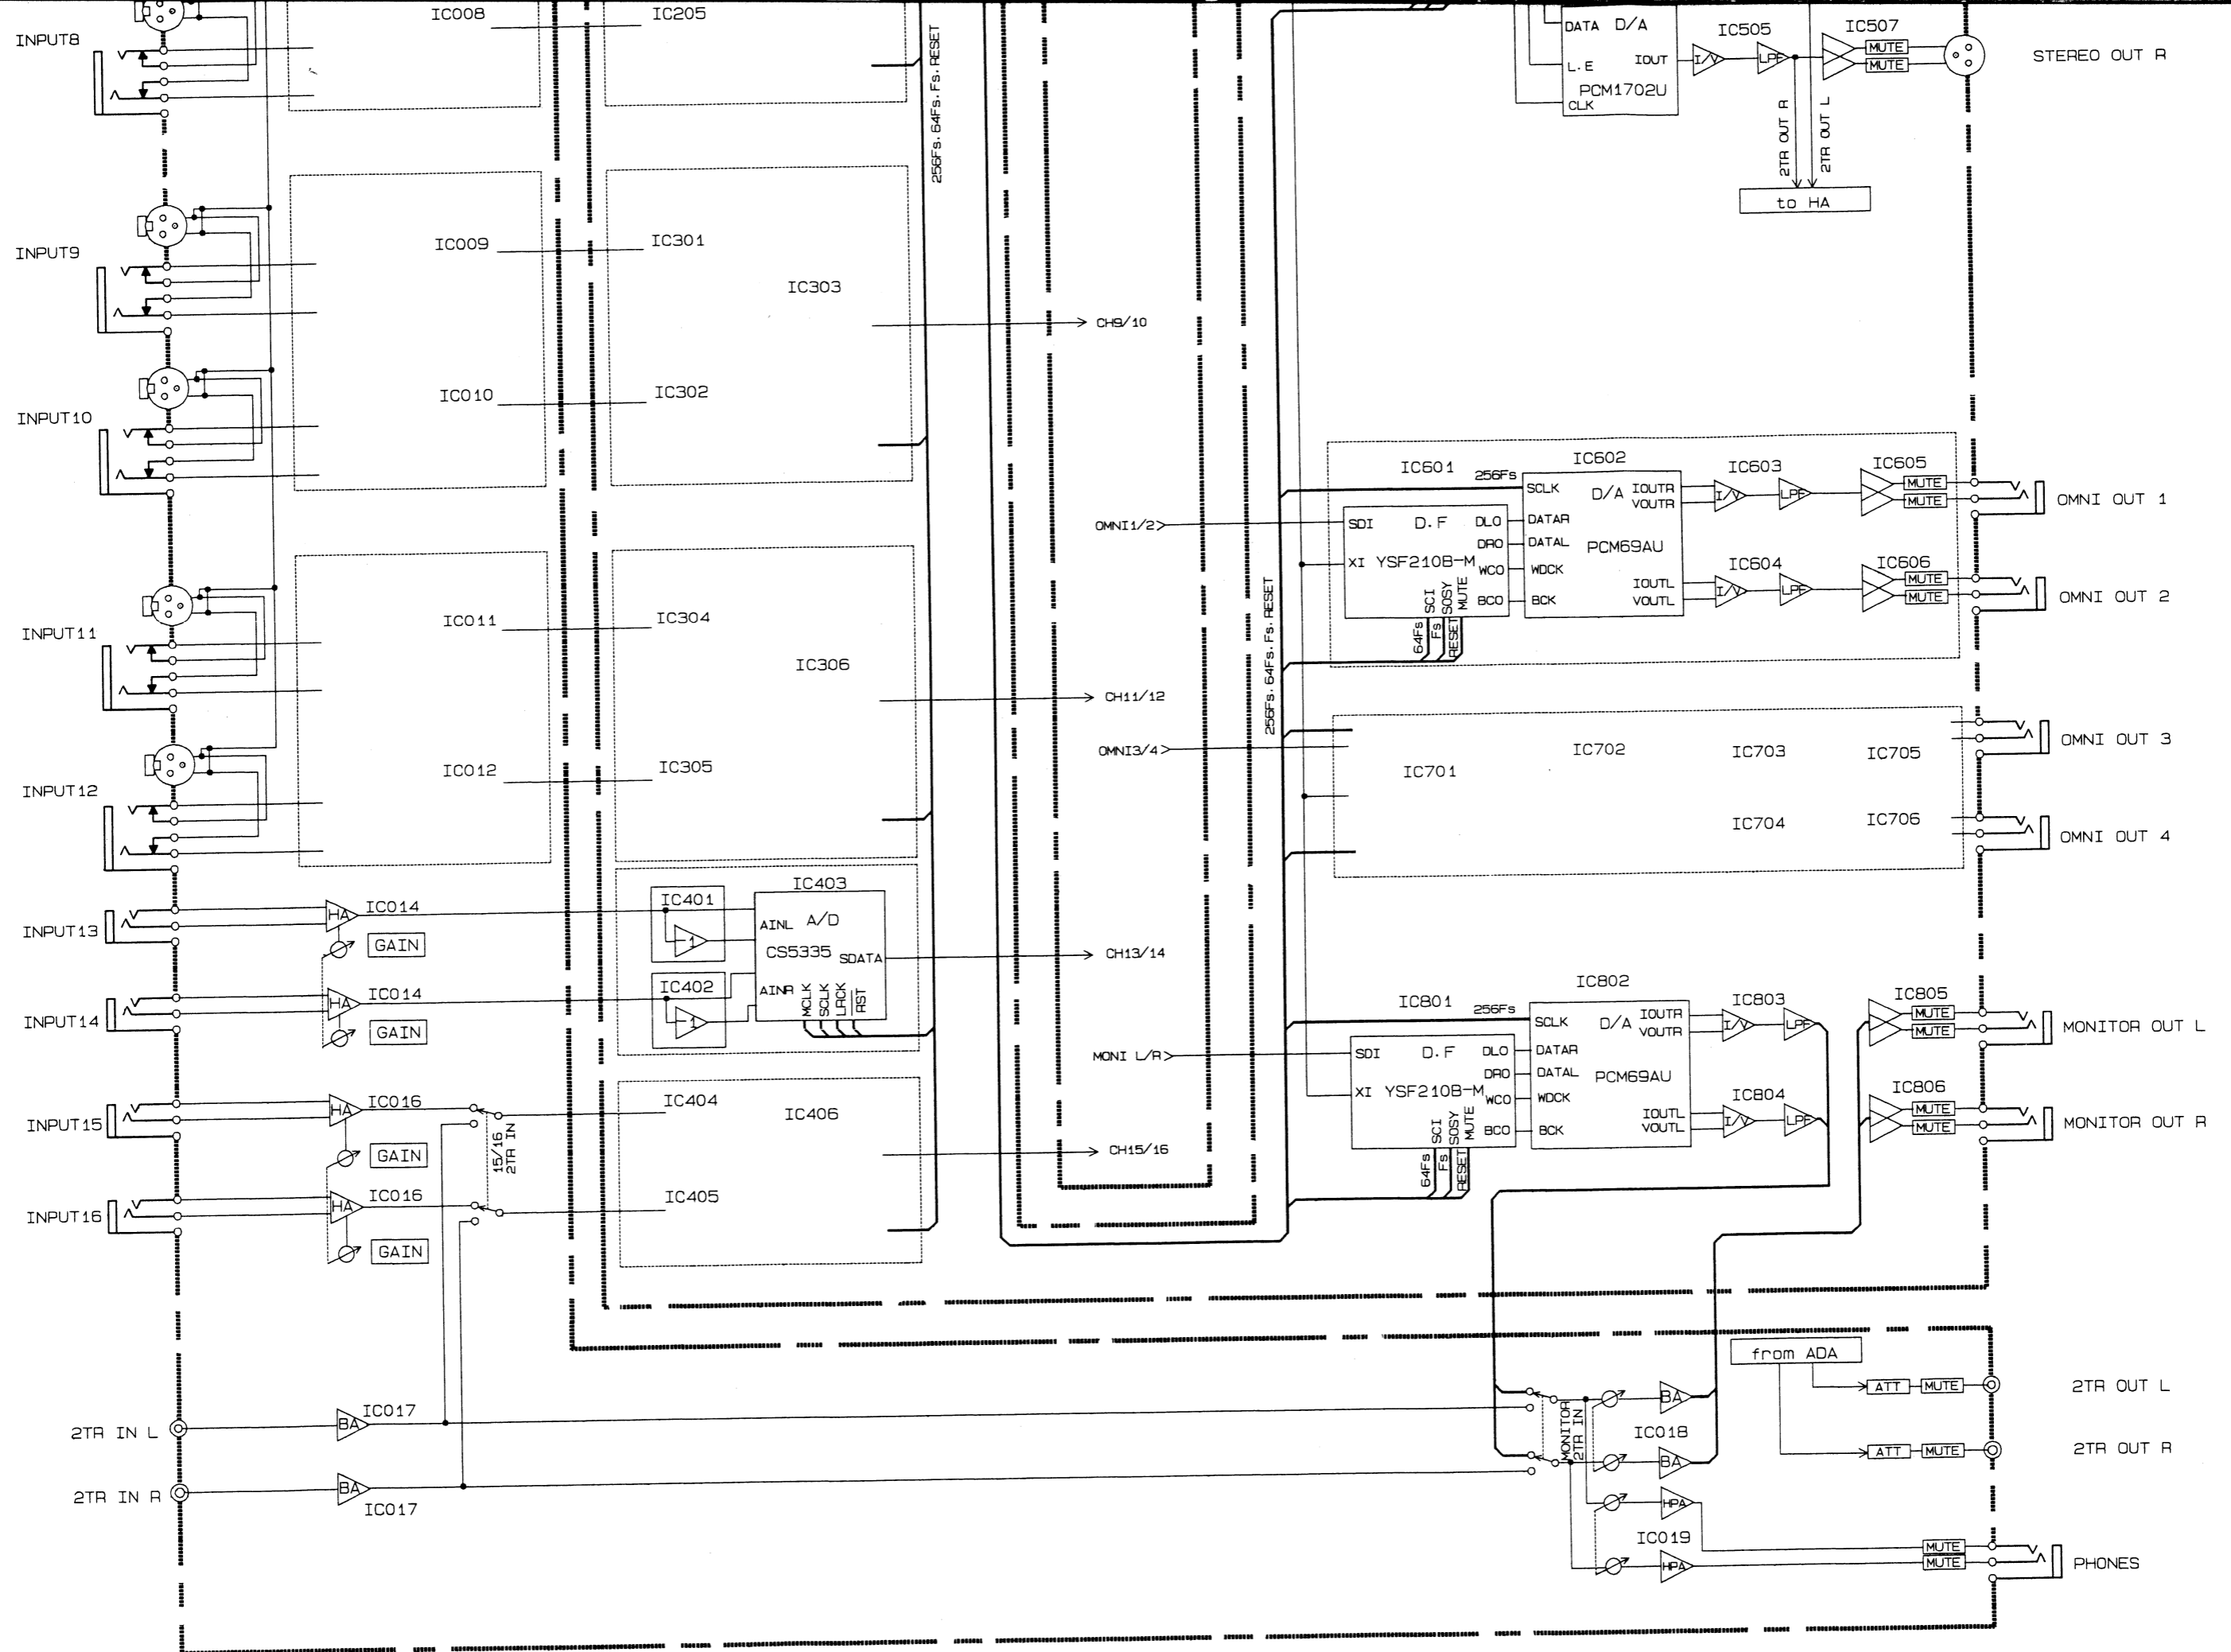 INPUT8
IC008
IC205
256Fs. 64Fs. Fs. RESET
DATA D/A
L.E
IOUT
PCM1702U
CLK
I/V
IC505
LPF
IC507
MUTE
MUTE
STEREO OUT R
2TR OUT R
2TR OUT L
to HA
INPUT9
IC009
IC301
IC303
CH9/10
INPUT10
IC010
IC302
INPUT11
IC011
IC304
IC306
CH11/12
INPUT12
IC012
IC305
OMNI1/2
256Fs. 64Fs. Fs. RESET
IC601
256Fs
IC602
IC603
IC605
SCLK
D/A
IOUTR
VOUTR
I/V
LPF
MUTE
MUTE
OMNI OUT 1
SDI
D.F
DLO
DATAR
DRO
DATAL
PCM69AU
XI
YSF210B-M
WCO
WDCK
IC604
IC606
BCO
BCK
IOUTL
VOUTL
I/V
LPF
MUTE
MUTE
OMNI OUT 2
SCI
SOSY
MUTE
64Fs
Fs
RESET
OMNI3/4
IC701
IC702
IC703
IC705
OMNI OUT 3
IC704
IC706
OMNI OUT 4
INPUT13
HA
IC014
GAIN
IC401
1
IC403
AINL
A/D
CS5335
SDATA
CH13/14
INPUT14
HA
IC014
GAIN
IC402
1
AINR
MCLK
SCLK
LRCK
RST
INPUT15
HA
IC016
GAIN
15/16
2TR IN
IC404
IC406
CH15/16
INPUT16
HA
IC016
GAIN
IC405
MONI L/R
IC801
256Fs
IC802
IC803
IC805
SCLK
D/A
IOUTR
VOUTR
I/V
LPF
MUTE
MUTE
MONITOR OUT L
SDI
D.F
DLO
DATAR
DRO
DATAL
PCM69AU
XI
YSF210B-M
WCO
WDCK
IC804
IC806
BCO
BCK
IOUTL
VOUTL
I/V
LPF
MUTE
MUTE
MONITOR OUT R
SCI
SOSY
MUTE
64Fs
Fs
RESET
from ADA
ATT
MUTE
2TR OUT L
ATT
MUTE
2TR OUT R
2TR IN L
BA
IC017
2TR IN R
BA
IC017
MONITOR
2TR IN
BA
IC018
BA
HPA
IC019
HPA
MUTE
MUTE
PHONES